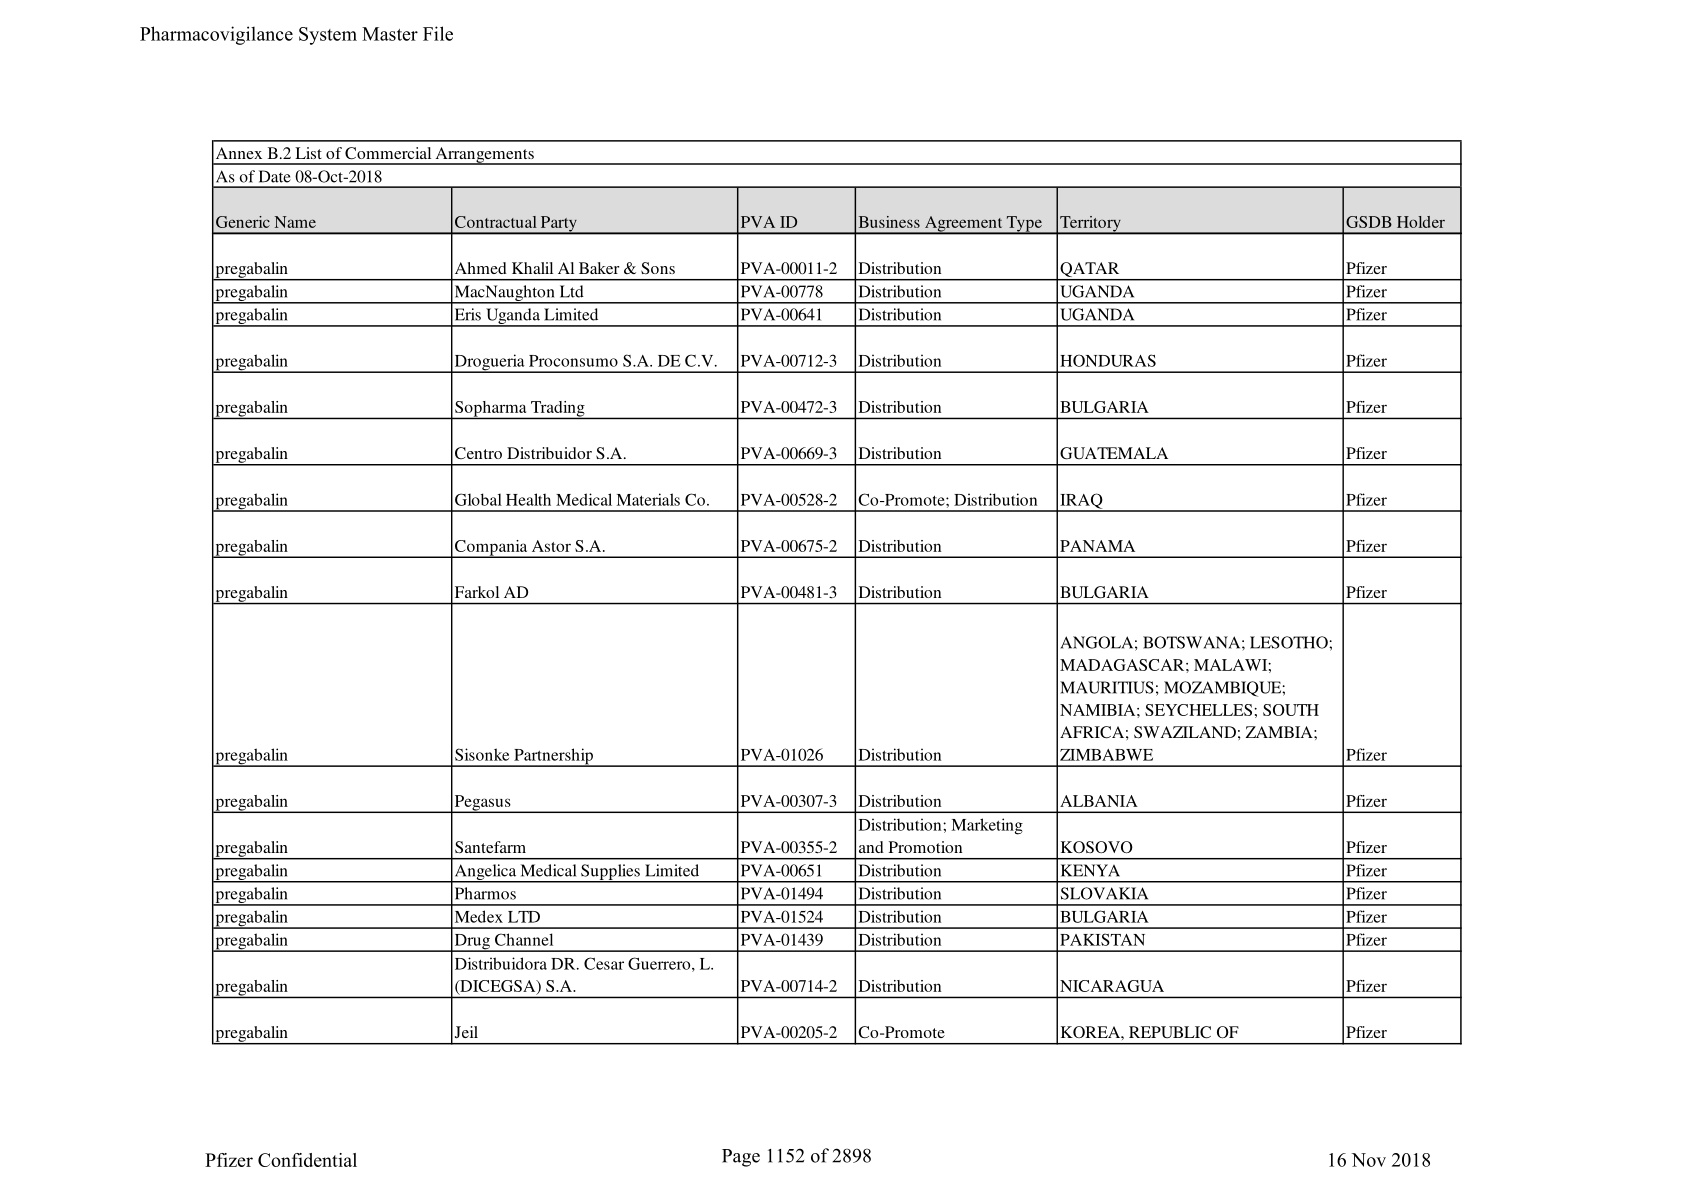 Pharmacovigilance System Master File
Annex B.2 List of Commercial Arrangements
As of Date 08-Oct-2018
Generic Name Contractual Party PVA ID Business Agreement Type Territory GSDB Holder
pregabalin Ahmed Khalil Al Baker & Sons PVA-00011-2 Distribution QATAR Pfizer
pregabalin MacNaughton Ltd PVA-00778 Distribution UGANDA Pfizer
pregabalin Eris Uganda Limited PVA-00641 Distribution UGANDA Pfizer
pregabalin Drogueria Proconsumo S.A. DE C.V. PVA-00712-3 Distribution HONDURAS Pfizer
pregabalin Sopharma Trading PVA-00472-3 Distribution BULGARIA Pfizer
pregabalin Centro Distribuidor S.A. PVA-00669-3 Distribution GUATEMALA Pfizer
pregabalin Global Health Medical Materials Co. PVA-00528-2 Co-Promote; Distribution IRAQ Pfizer
pregabalin Compania Astor S.A. PVA-00675-2 Distribution PANAMA Pfizer
pregabalin Farkol AD PVA-00481-3 Distribution BULGARIA Pfizer
ANGOLA; BOTSWANA; LESOTHO;
MADAGASCAR; MALAWI;
MAURITIUS; MOZAMBIQUE;
NAMIBIA; SEYCHELLES; SOUTH
AFRICA; SWAZILAND; ZAMBIA;
pregabalin Sisonke Partnership PVA-01026 Distribution ZIMBABWE Pfizer
pregabalin Pegasus PVA-00307-3 Distribution ALBANIA Pfizer
Distribution; Marketing
pregabalin Santefarm PVA-00355-2 and Promotion KOSOVO Pfizer
pregabalin Angelica Medical Supplies Limited PVA-00651 Distribution KENYA Pfizer
pregabalin Pharmos PVA-01494 Distribution SLOVAKIA Pfizer
pregabalin Medex LTD PVA-01524 Distribution BULGARIA Pfizer
pregabalin Drug Channel PVA-01439 Distribution PAKISTAN Pfizer
Distribuidora DR. Cesar Guerrero, L.
pregabalin (DICEGSA) S.A. PVA-00714-2 Distribution NICARAGUA Pfizer
pregabalin Jeil PVA-00205-2 Co-Promote KOREA, REPUBLIC OF Pfizer
Pfizer Confidential Page 1152 of 2898 16 Nov 2018